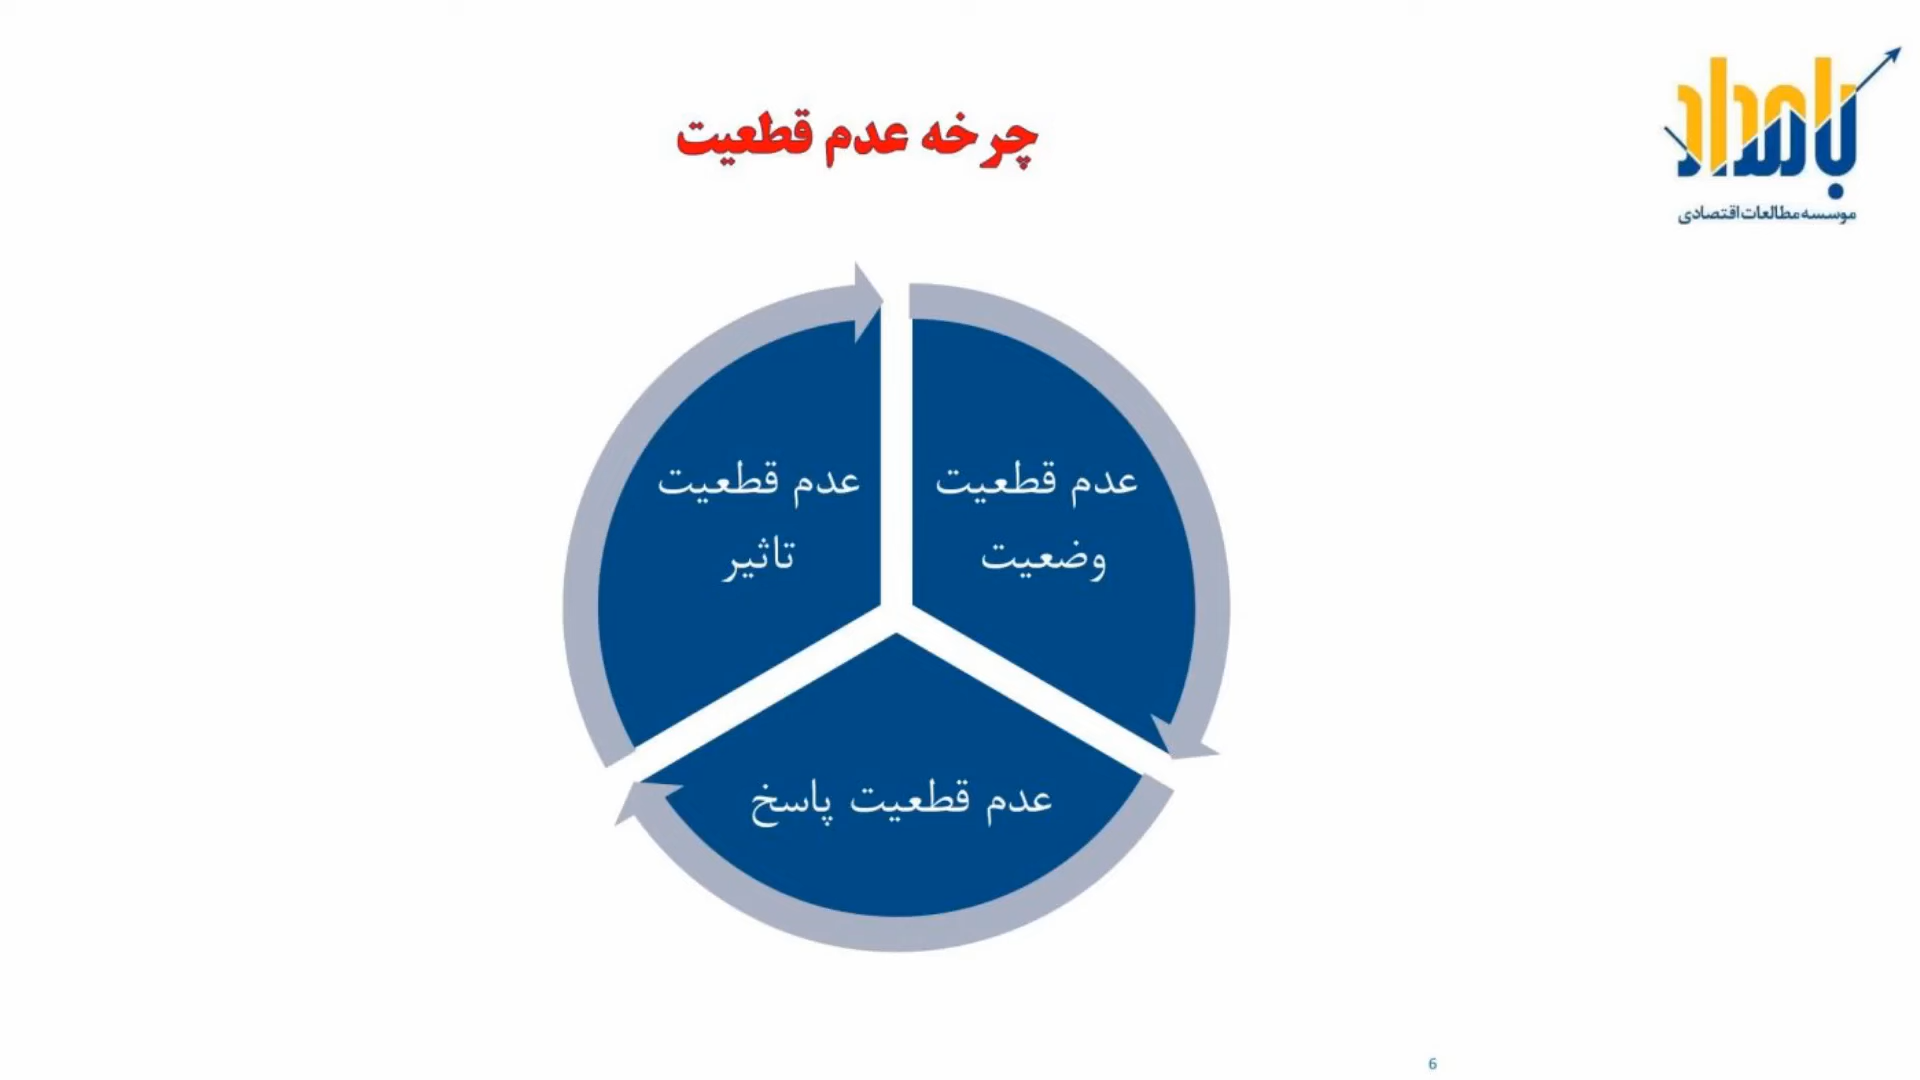 بامداد
موسسه مطالعات اقتصادی
چرخه عدم قطعیت
عدم قطعیت
وضعیت
عدم قطعیت پاسخ
عدم قطعیت
تاثیر
6